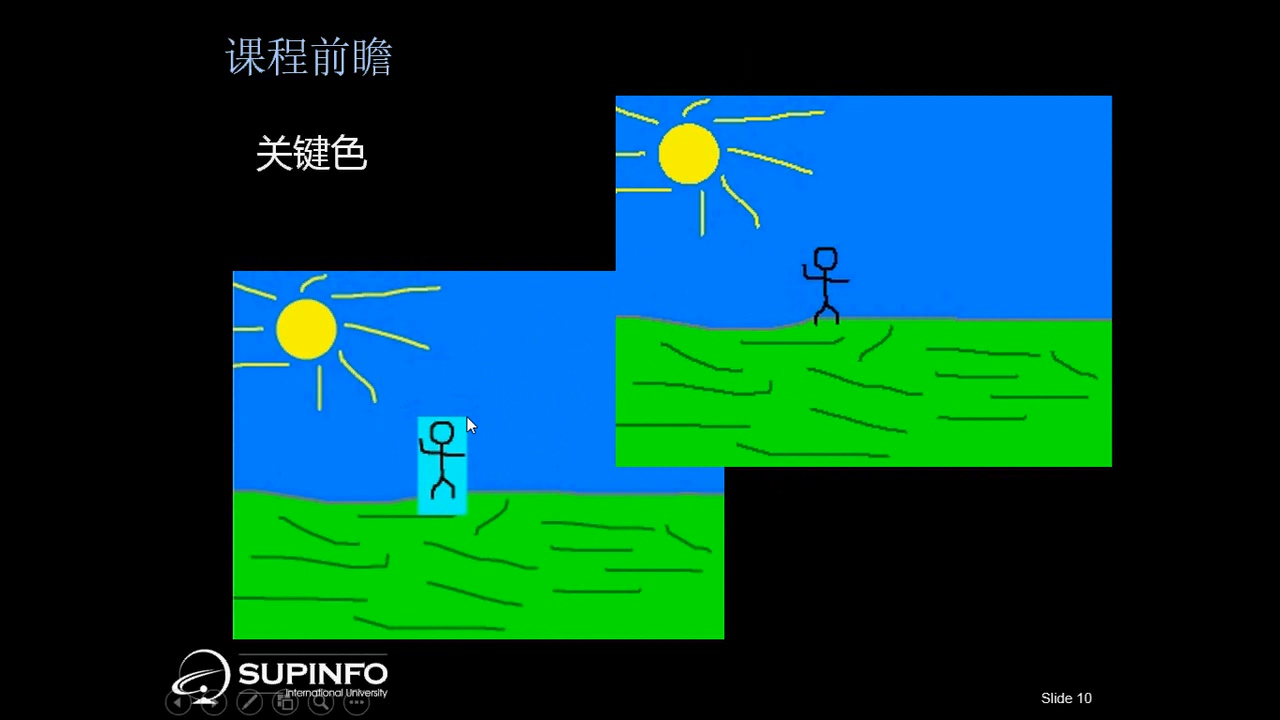 课程前瞻
关键色
SUPINFO
International University
Slide 10